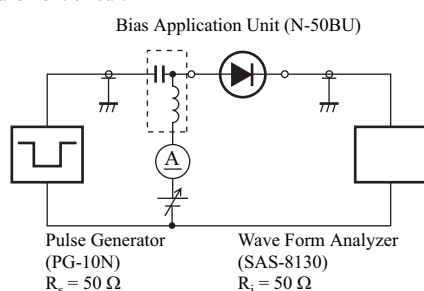 Bias Application Unit (N-50BU)
A
Pulse Generator
(PG-10N)
Rs = 50 Ω
Wave Form Analyzer
(SAS-8130)
Ri = 50 Ω